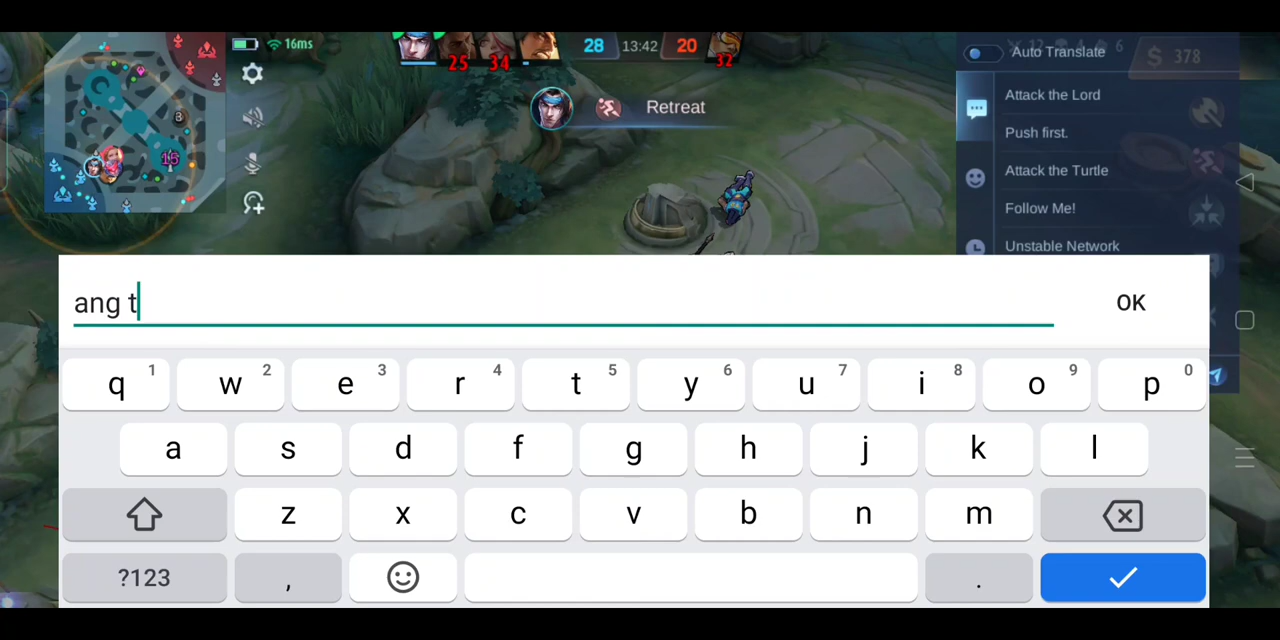 16ms
25
34
28
13:42
20
32
$ 378
Auto Translate
Retreat
Attack the Lord
Push first.
Attack the Turtle
Follow Me!
Unstable Network
15
ang t
OK
q 1 w 2 e 3 r 4 t 5 y 6 u 7 i 8 o 9 p 0
a s d f g h j k l
z x c v b n m
?123 , .